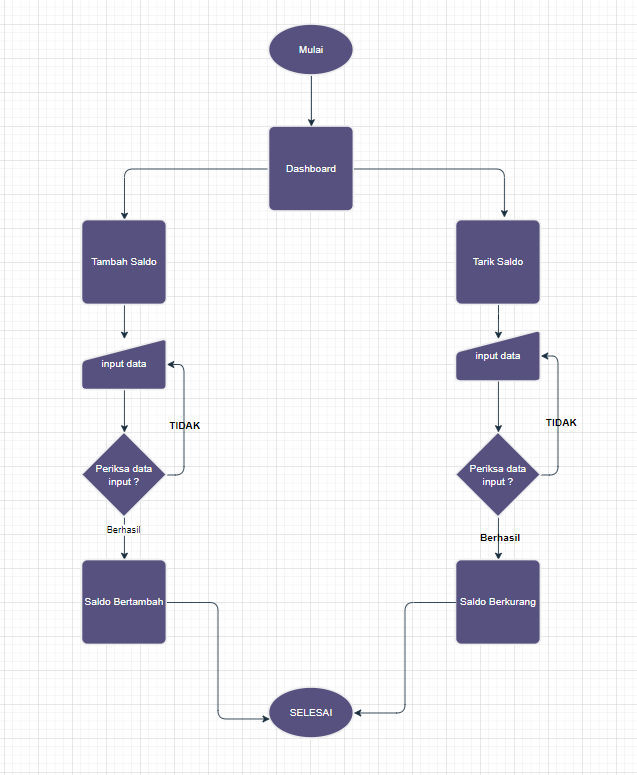 Mulai
Dashboard
Tambah Saldo
Tarik Saldo
input data
input data
TIDAK
TIDAK
Periksa data
input ?
Periksa data
input ?
Berhasil
Berhasil
Saldo Bertambah
Saldo Berkurang
SELESAI